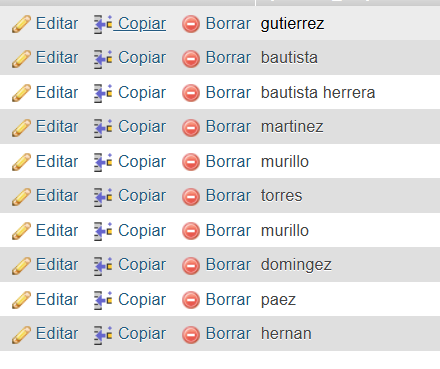 Editar Copiar Borrar gutierrez
Editar Copiar Borrar bautista
Editar Copiar Borrar bautista herrera
Editar Copiar Borrar martinez
Editar Copiar Borrar murillo
Editar Copiar Borrar torres
Editar Copiar Borrar murillo
Editar Copiar Borrar domingez
Editar Copiar Borrar paez
Editar Copiar Borrar hernan